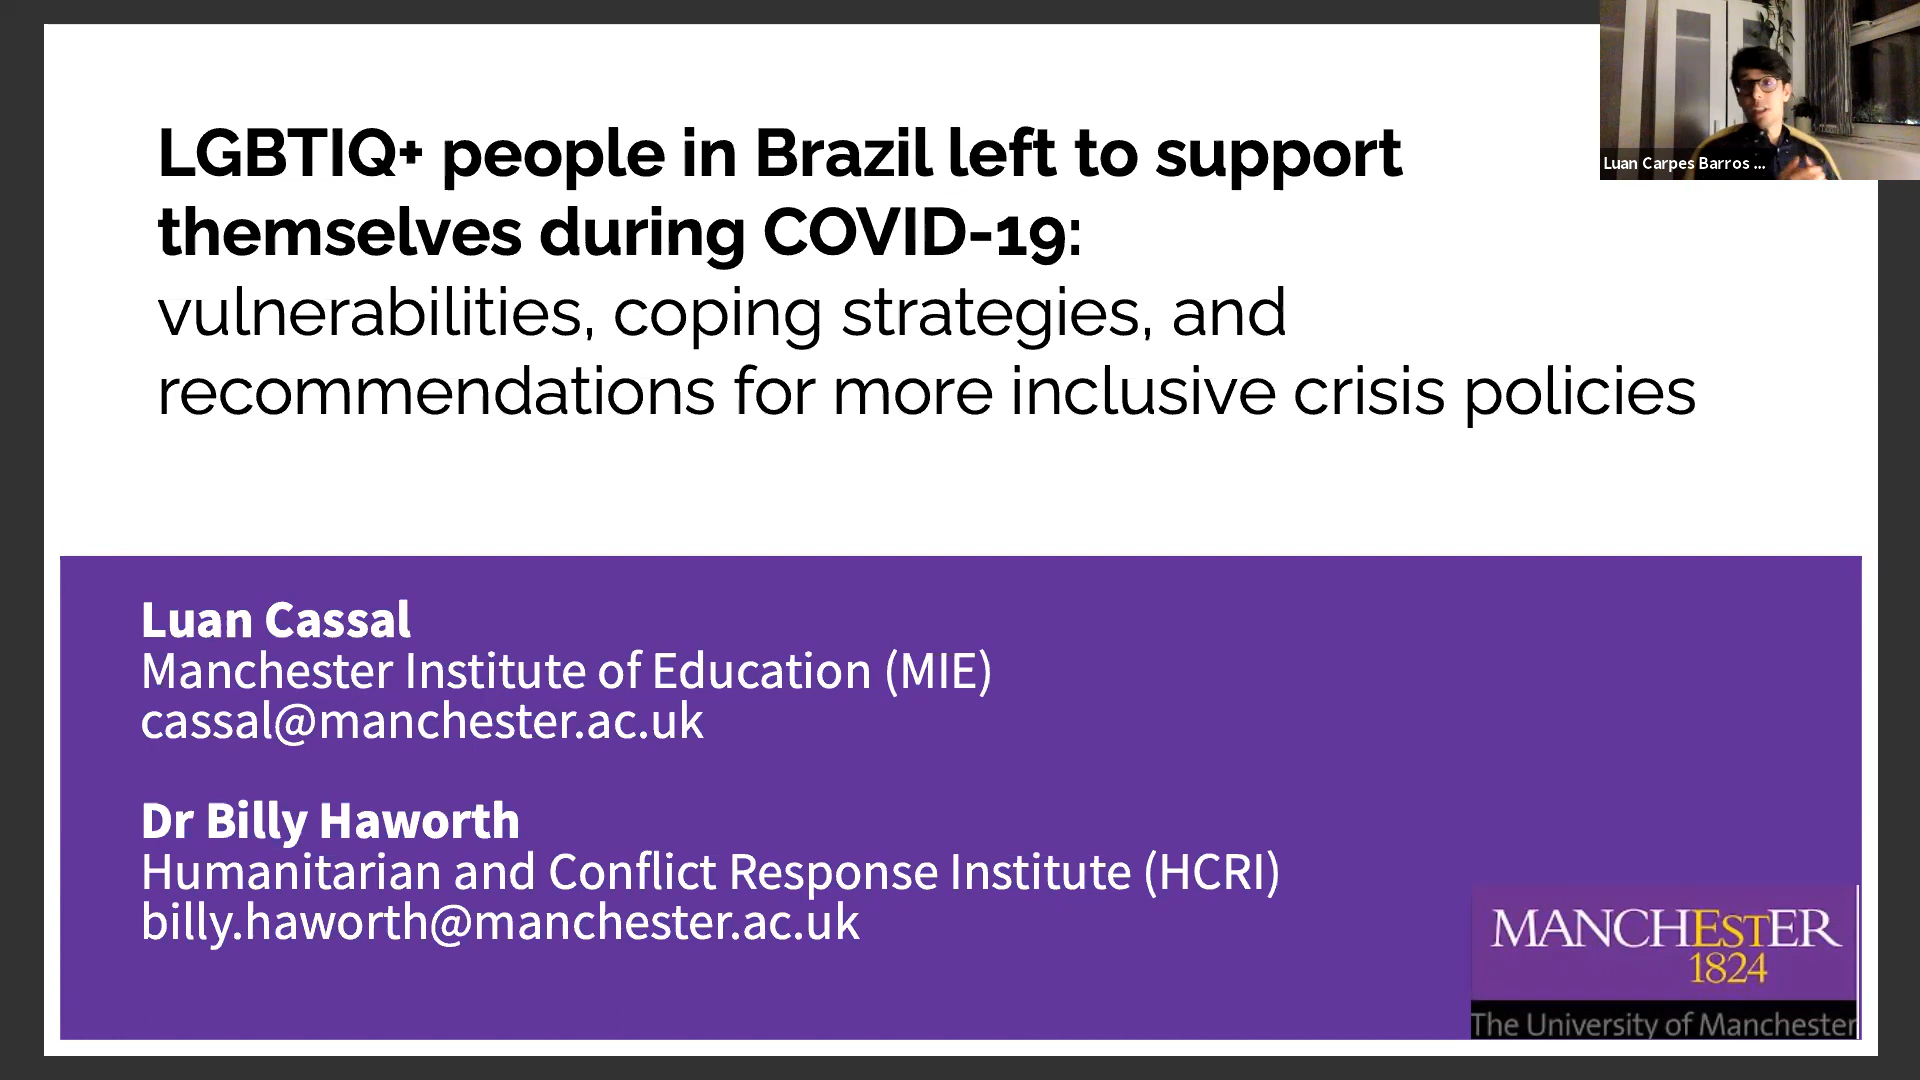 LGBTIQ+ people in Brazil left to support
themselves during COVID-19:
vulnerabilities, coping strategies, and
recommendations for more inclusive crisis policies
Luan Carpes Barros ...
Luan Cassal
Manchester Institute of Education (MIE)
cassal@manchester.ac.uk
Dr Billy Haworth
Humanitarian and Conflict Response Institute (HCRI)
billy.haworth@manchester.ac.uk
MANCHESTER
1824
The University of Manchester